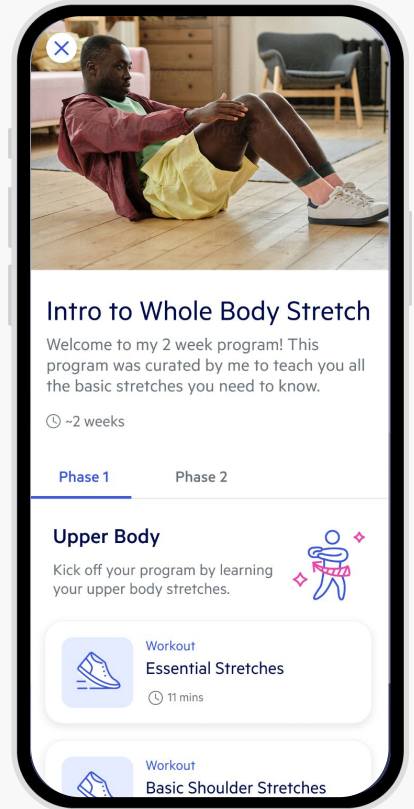 Intro to Whole Body Stretch
Welcome to my 2 week program! This
program was curated by me to teach you all
the basic stretches you need to know.
~2 weeks
Phase 1
Phase 2
Upper Body
Kick off your program by learning
your upper body stretches.
Workout
Essential Stretches
11 mins
Workout
Basic Shoulder Stretches